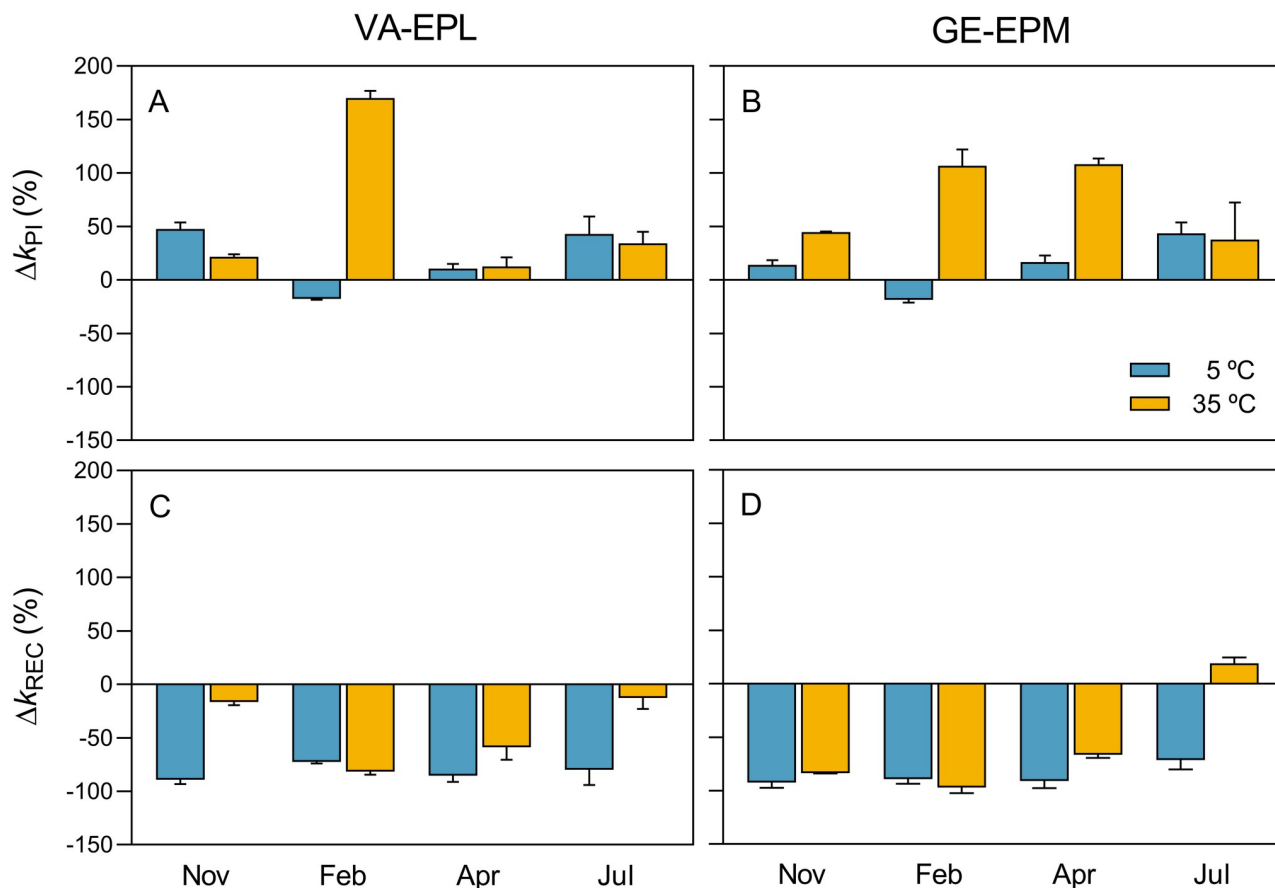 VA-EPL
GE-EPM
A
B
ΔkPI (%)
200
150
100
50
0
-50
-100
-150
5 ºC
35 ºC
C
D
ΔkREC (%)
200
150
100
50
0
-50
-100
-150
Nov Feb Apr Jul
Nov Feb Apr Jul